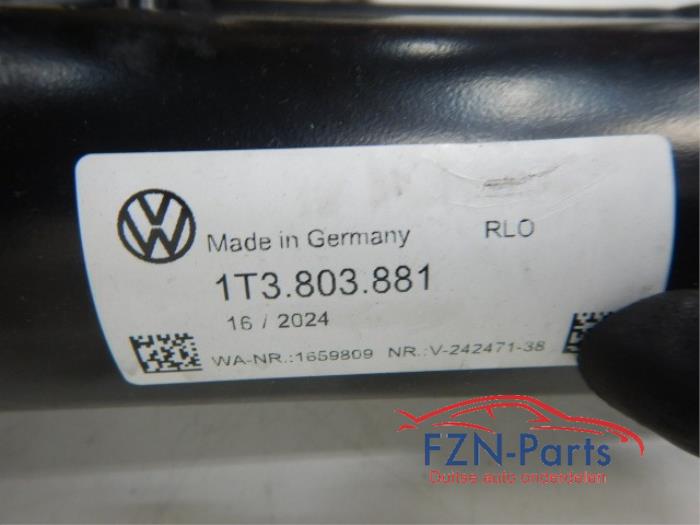 Made in Germany RLO
1T3.803.881
16 / 2024
WA-NR.:1659809 NR.:V-242471-38
FZN-Parts
Duitse auto onderdelen